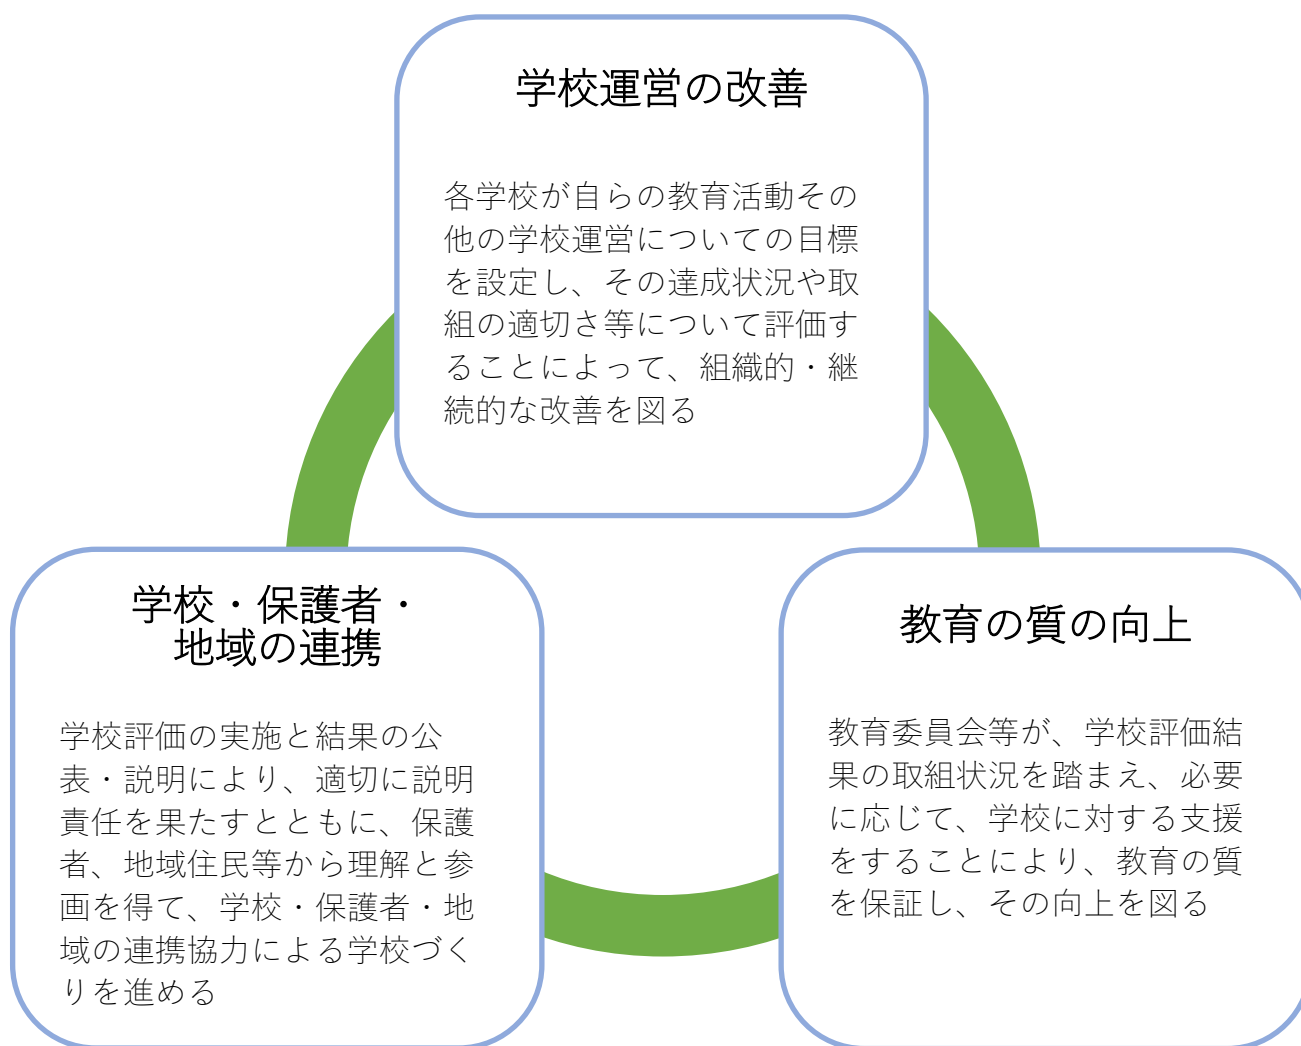 学校運営の改善
各学校が自らの教育活動その
他の学校運営についての目標
を設定し、その達成状況や取
組の適切さ等について評価す
ることによって、組織的・継
続的な改善を図る
学校・保護者・
地域の連携
学校評価の実施と結果の公
表・説明により、適切に説明
責任を果たすとともに、保護
者、地域住民等から理解と参
画を得て、学校・保護者・地
域の連携協力による学校づく
りを進める
教育の質の向上
教育委員会等が、学校評価結
果の取組状況を踏まえ、必要
に応じて、学校に対する支援
をすることにより、教育の質
を保証し、その向上を図る